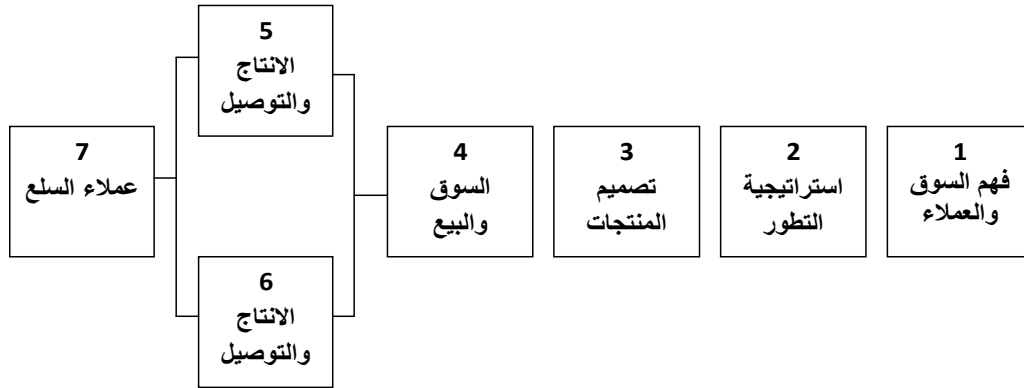 1
فهم السوق
والعملاء
2
استراتيجية
التطور
3
تصميم
المنتجات
4
السوق
والبيع
5
الانتاج
والتوصيل
6
الانتاج
والتوصيل
7
عملاء السلع